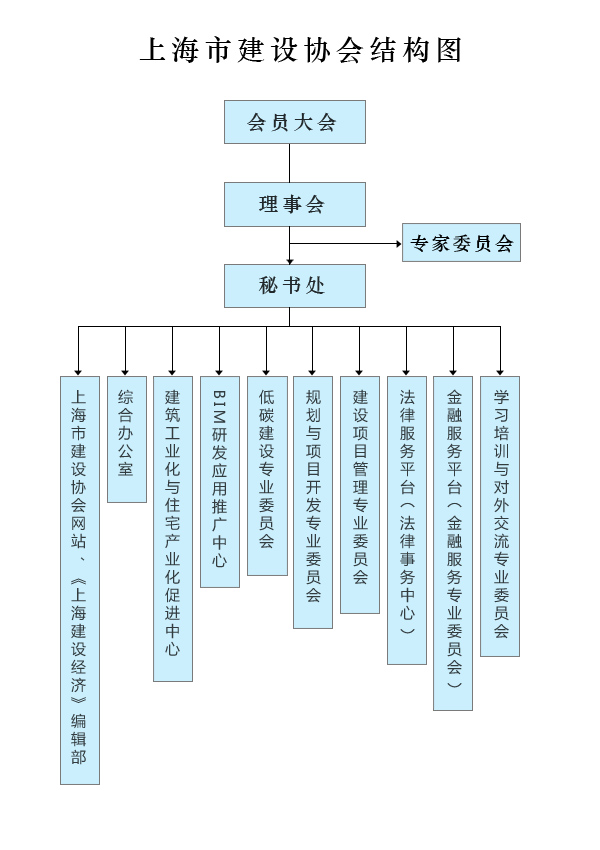 上海市建设协会结构图
会员大会
理事会
专家委员会
秘书处
上海市建设协会网站、《上海建设经济》编辑部
综合办公室
建筑工业化与住宅产业化促进中心
BIM研发应用推广中心
低碳建设专业委员会
规划与项目开发专业委员会
建设项目管理专业委员会
法律服务平台（法律事务中心）
金融服务平台（金融服务专业委员会）
学习培训与对外交流专业委员会